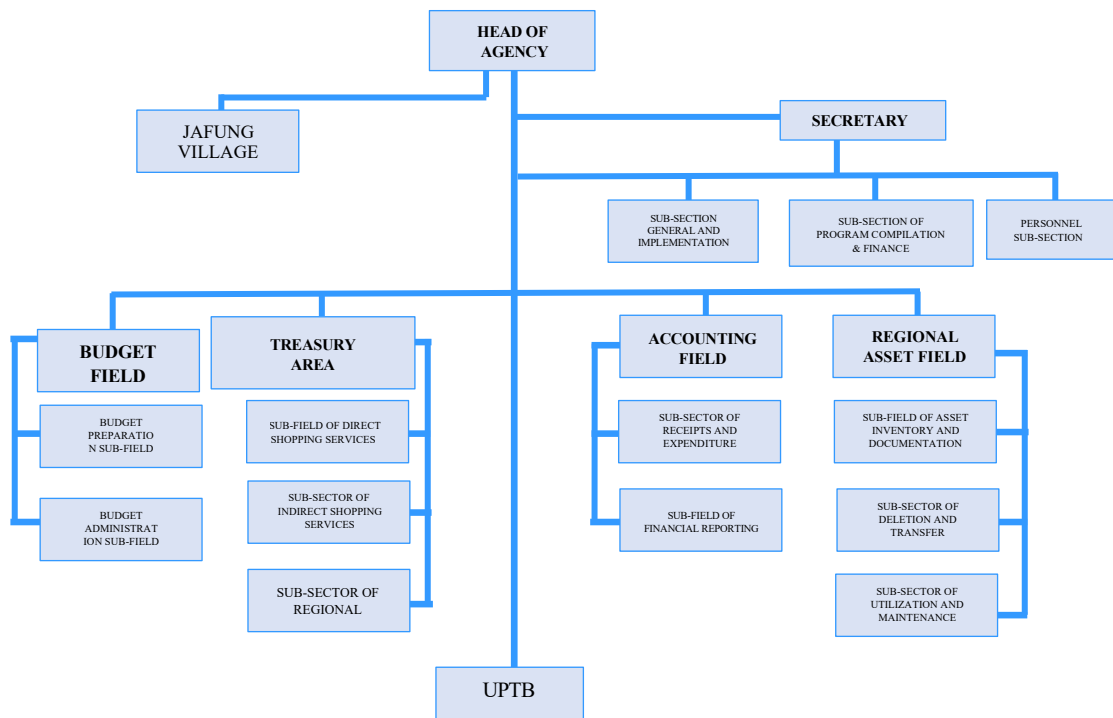 HEAD OF
AGENCY
JAFUNG
VILLAGE
SECRETARY
SUB-SECTION
GENERAL AND
IMPLEMENTATION
SUB-SECTION OF
PROGRAM COMPILATION
& FINANCE
PERSONNEL
SUB-SECTION
BUDGET
FIELD
TREASURY
AREA
ACCOUNTING
FIELD
REGIONAL
ASSET FIELD
BUDGET
PREPARATIO
N SUB-FIELD
SUB-FIELD OF DIRECT
SHOPPING SERVICES
SUB-SECTOR OF
RECEIPTS AND
EXPENDITURE
SUB-FIELD OF ASSET
INVENTORY AND
DOCUMENTATION
BUDGET
ADMINISTRAT
ION SUB-FIELD
SUB-SECTOR OF
INDIRECT SHOPPING
SERVICES
SUB-FIELD OF
FINANCIAL REPORTING
SUB-SECTOR OF
DELETION AND
TRANSFER
SUB-SECTOR OF
REGIONAL
SUB-SECTOR OF
UTILIZATION AND
MAINTENANCE
UPTB